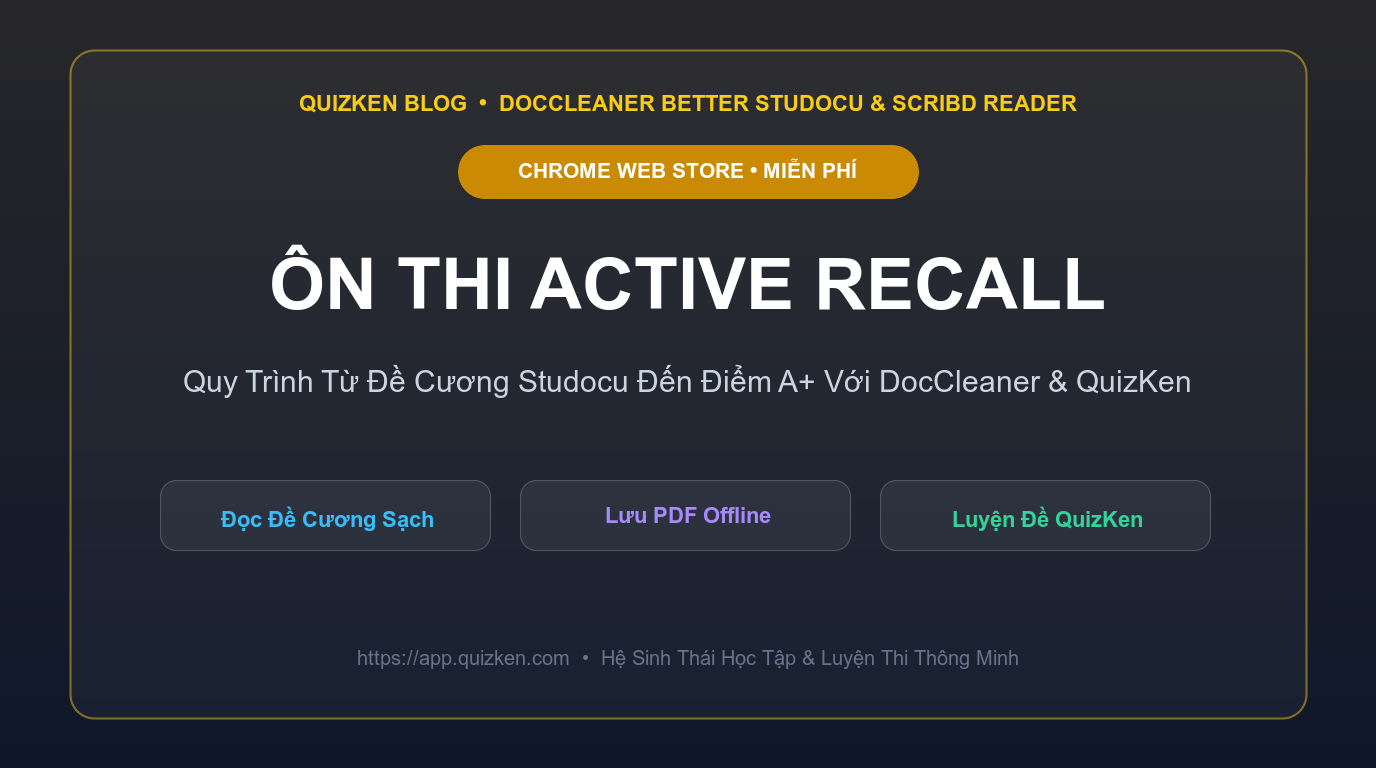 QUIZKEN BLOG • DOCCLEANER BETTER STUDOCU & SCRIBD READER
CHROME WEB STORE • MIỄN PHÍ
ÔN THI ACTIVE RECALL
Quy Trình Từ Đề Cương Studocu Đến Điểm A+ Với DocCleaner & QuizKen
Đọc Đề Cương Sạch
Lưu PDF Offline
Luyện Đề QuizKen
https://app.quizken.com • Hệ Sinh Thái Học Tập & Luyện Thi Thông Minh